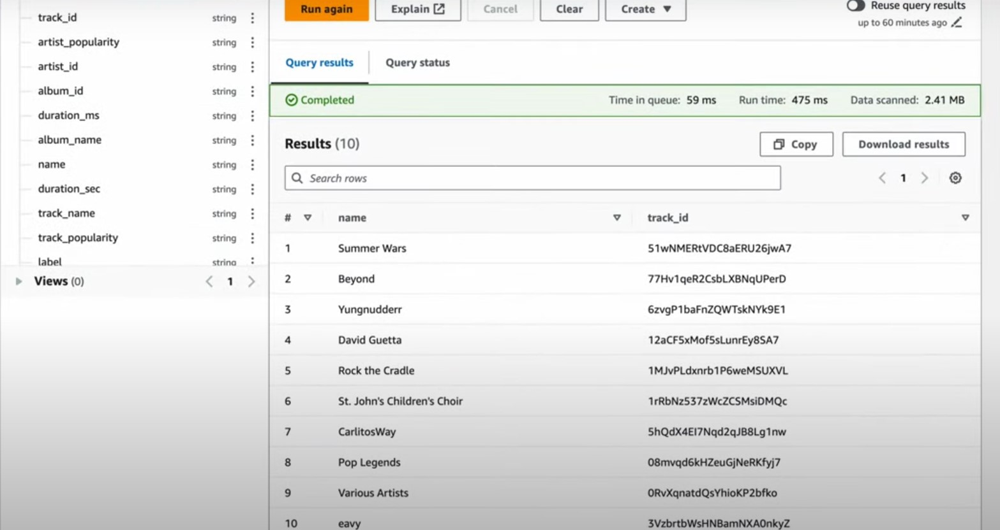 track_id string
artist_popularity string
artist_id string
album_id string
duration_ms string
album_name string
name string
duration_sec string
track_name string
track_popularity string
label string
Views (0) 1
Run again Explain Cancel Clear Create
Reuse query results
up to 60 minutes ago
Query results Query status
Completed Time in queue: 59 ms Run time: 475 ms Data scanned: 2.41 MB
Results (10) Copy Download results
Search rows 1
# name track_id
1 Summer Wars 51wNMERtVDC8aERU26jwA7
2 Beyond 77Hv1qeR2CsbLXBNqUPerD
3 Yungnudderr 6zvgP1baFnZQWTskNYk9E1
4 David Guetta 12aCF5xMof5sLunrEy8SA7
5 Rock the Cradle 1MJvPLdxnrb1P6weMSUXVL
6 St. John's Children's Choir 1rRbNz537zWcZCSMsiDMQc
7 CarlitosWay 5hQdX4EI7Nqd2qJB8Lg1nw
8 Pop Legends 08mvqd6kHZeuGjNeRKfyj7
9 Various Artists 0RvXqnatdQsYhioKP2bfko
10 eavy 3VzbrtbWsHNBamNXA0nkyZ